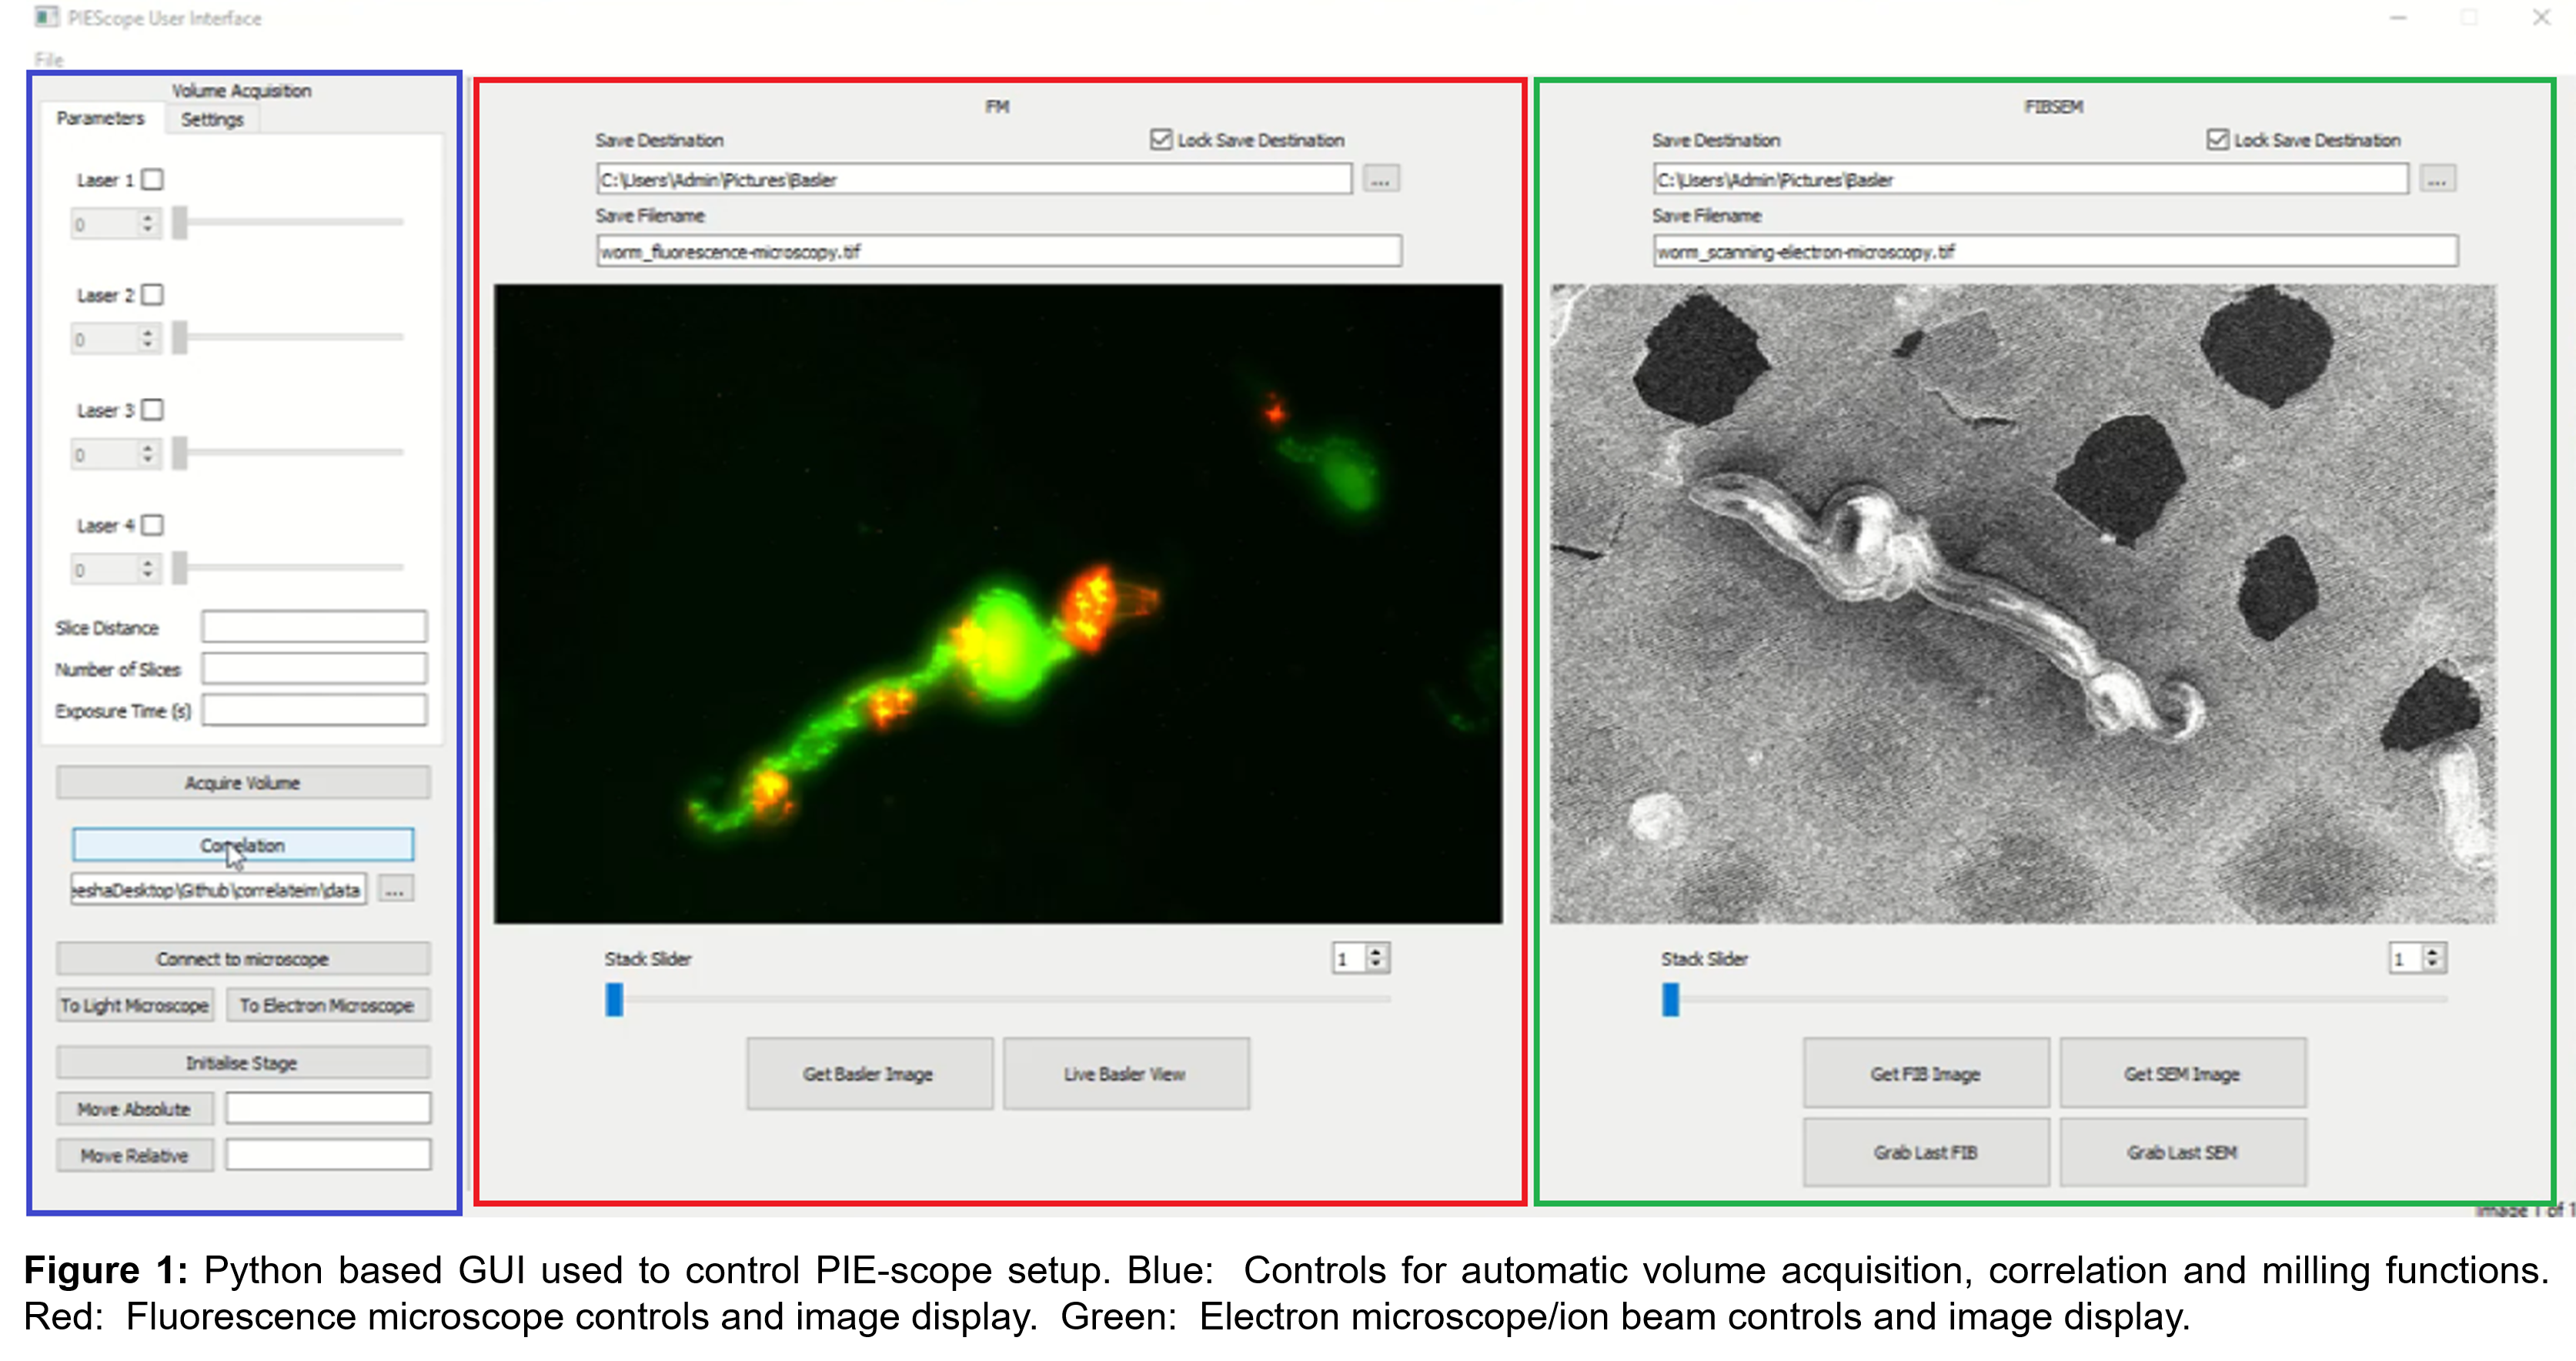 PIEScope User Interface
File
Volume Acquisition
Parameters
Settings
Laser 1
0
Laser 2
0
Laser 3
0
Laser 4
0
Slice Distance
Number of Slices
Exposure Time (s)
Acquire Volume
Correlation
eeshaDesktop\Github\correlateim\data
...
Connect to microscope
To Light Microscope
To Electron Microscope
Initialise Stage
Move Absolute
Move Relative
FM
Save Destination
Lock Save Destination
C:\Users\Admin\Pictures\Basler
...
Save Filename
worm_fluorescence-microscopy.tif
Stack Slider
1
Get Basler Image
Live Basler View
FIBSEM
Save Destination
Lock Save Destination
C:\Users\Admin\Pictures\Basler
...
Save Filename
worm_scanning-electron-microscopy.tif
Stack Slider
1
Get FIB Image
Get SEM Image
Grab Last FIB
Grab Last SEM
Image 1 of 1
Figure 1: Python based GUI used to control PIE-scope setup. Blue: Controls for automatic volume acquisition, correlation and milling functions.
Red: Fluorescence microscope controls and image display. Green: Electron microscope/ion beam controls and image display.